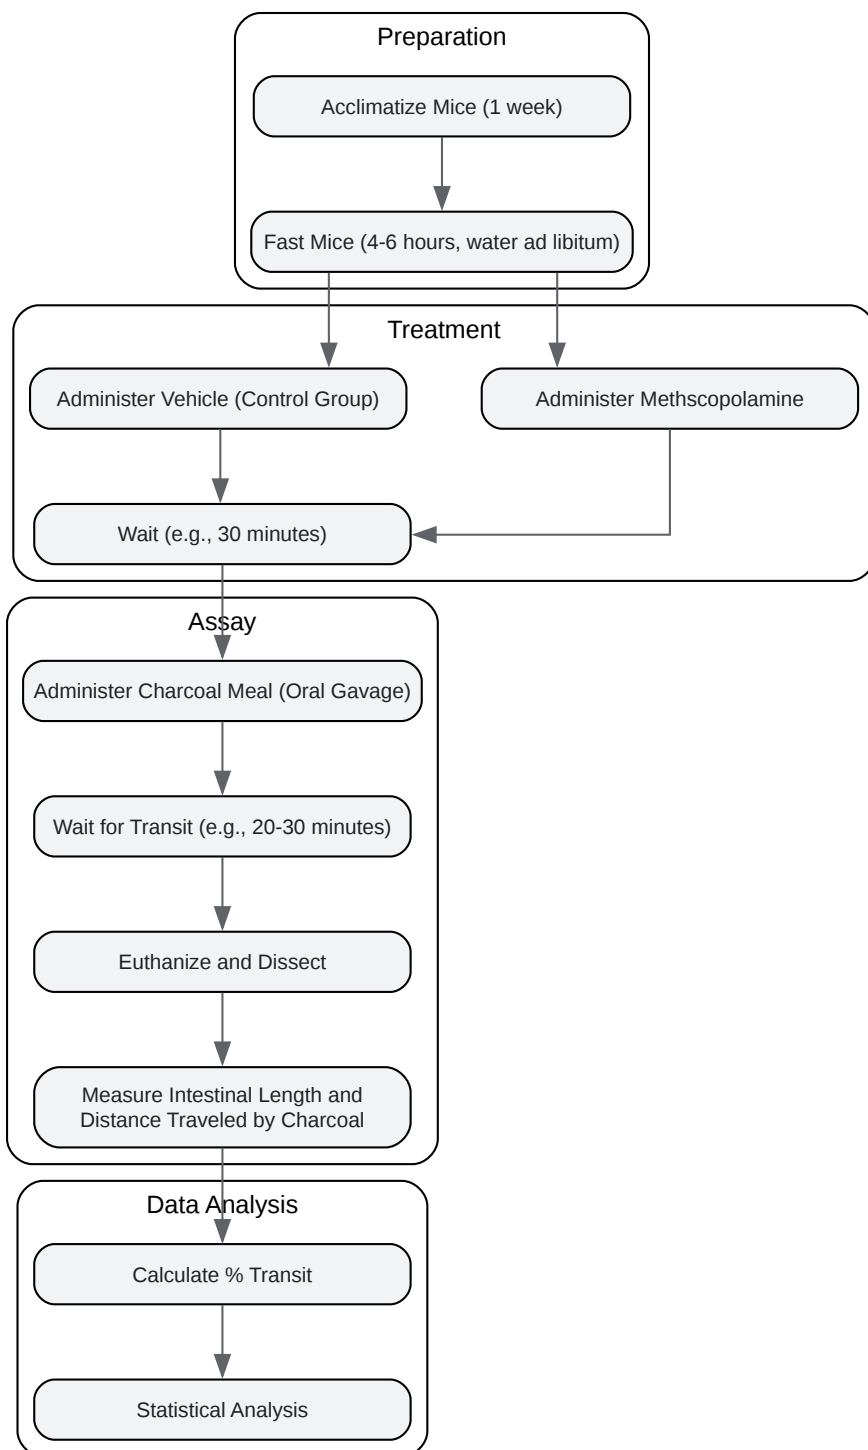 Preparation
Acclimatize Mice (1 week)
Fast Mice (4-6 hours, water ad libitum)
Treatment
Administer Vehicle (Control Group)
Administer Methscopolamine
Wait (e.g., 30 minutes)
Assay
Administer Charcoal Meal (Oral Gavage)
Wait for Transit (e.g., 20-30 minutes)
Euthanize and Dissect
Measure Intestinal Length and
Distance Traveled by Charcoal
Data Analysis
Calculate % Transit
Statistical Analysis